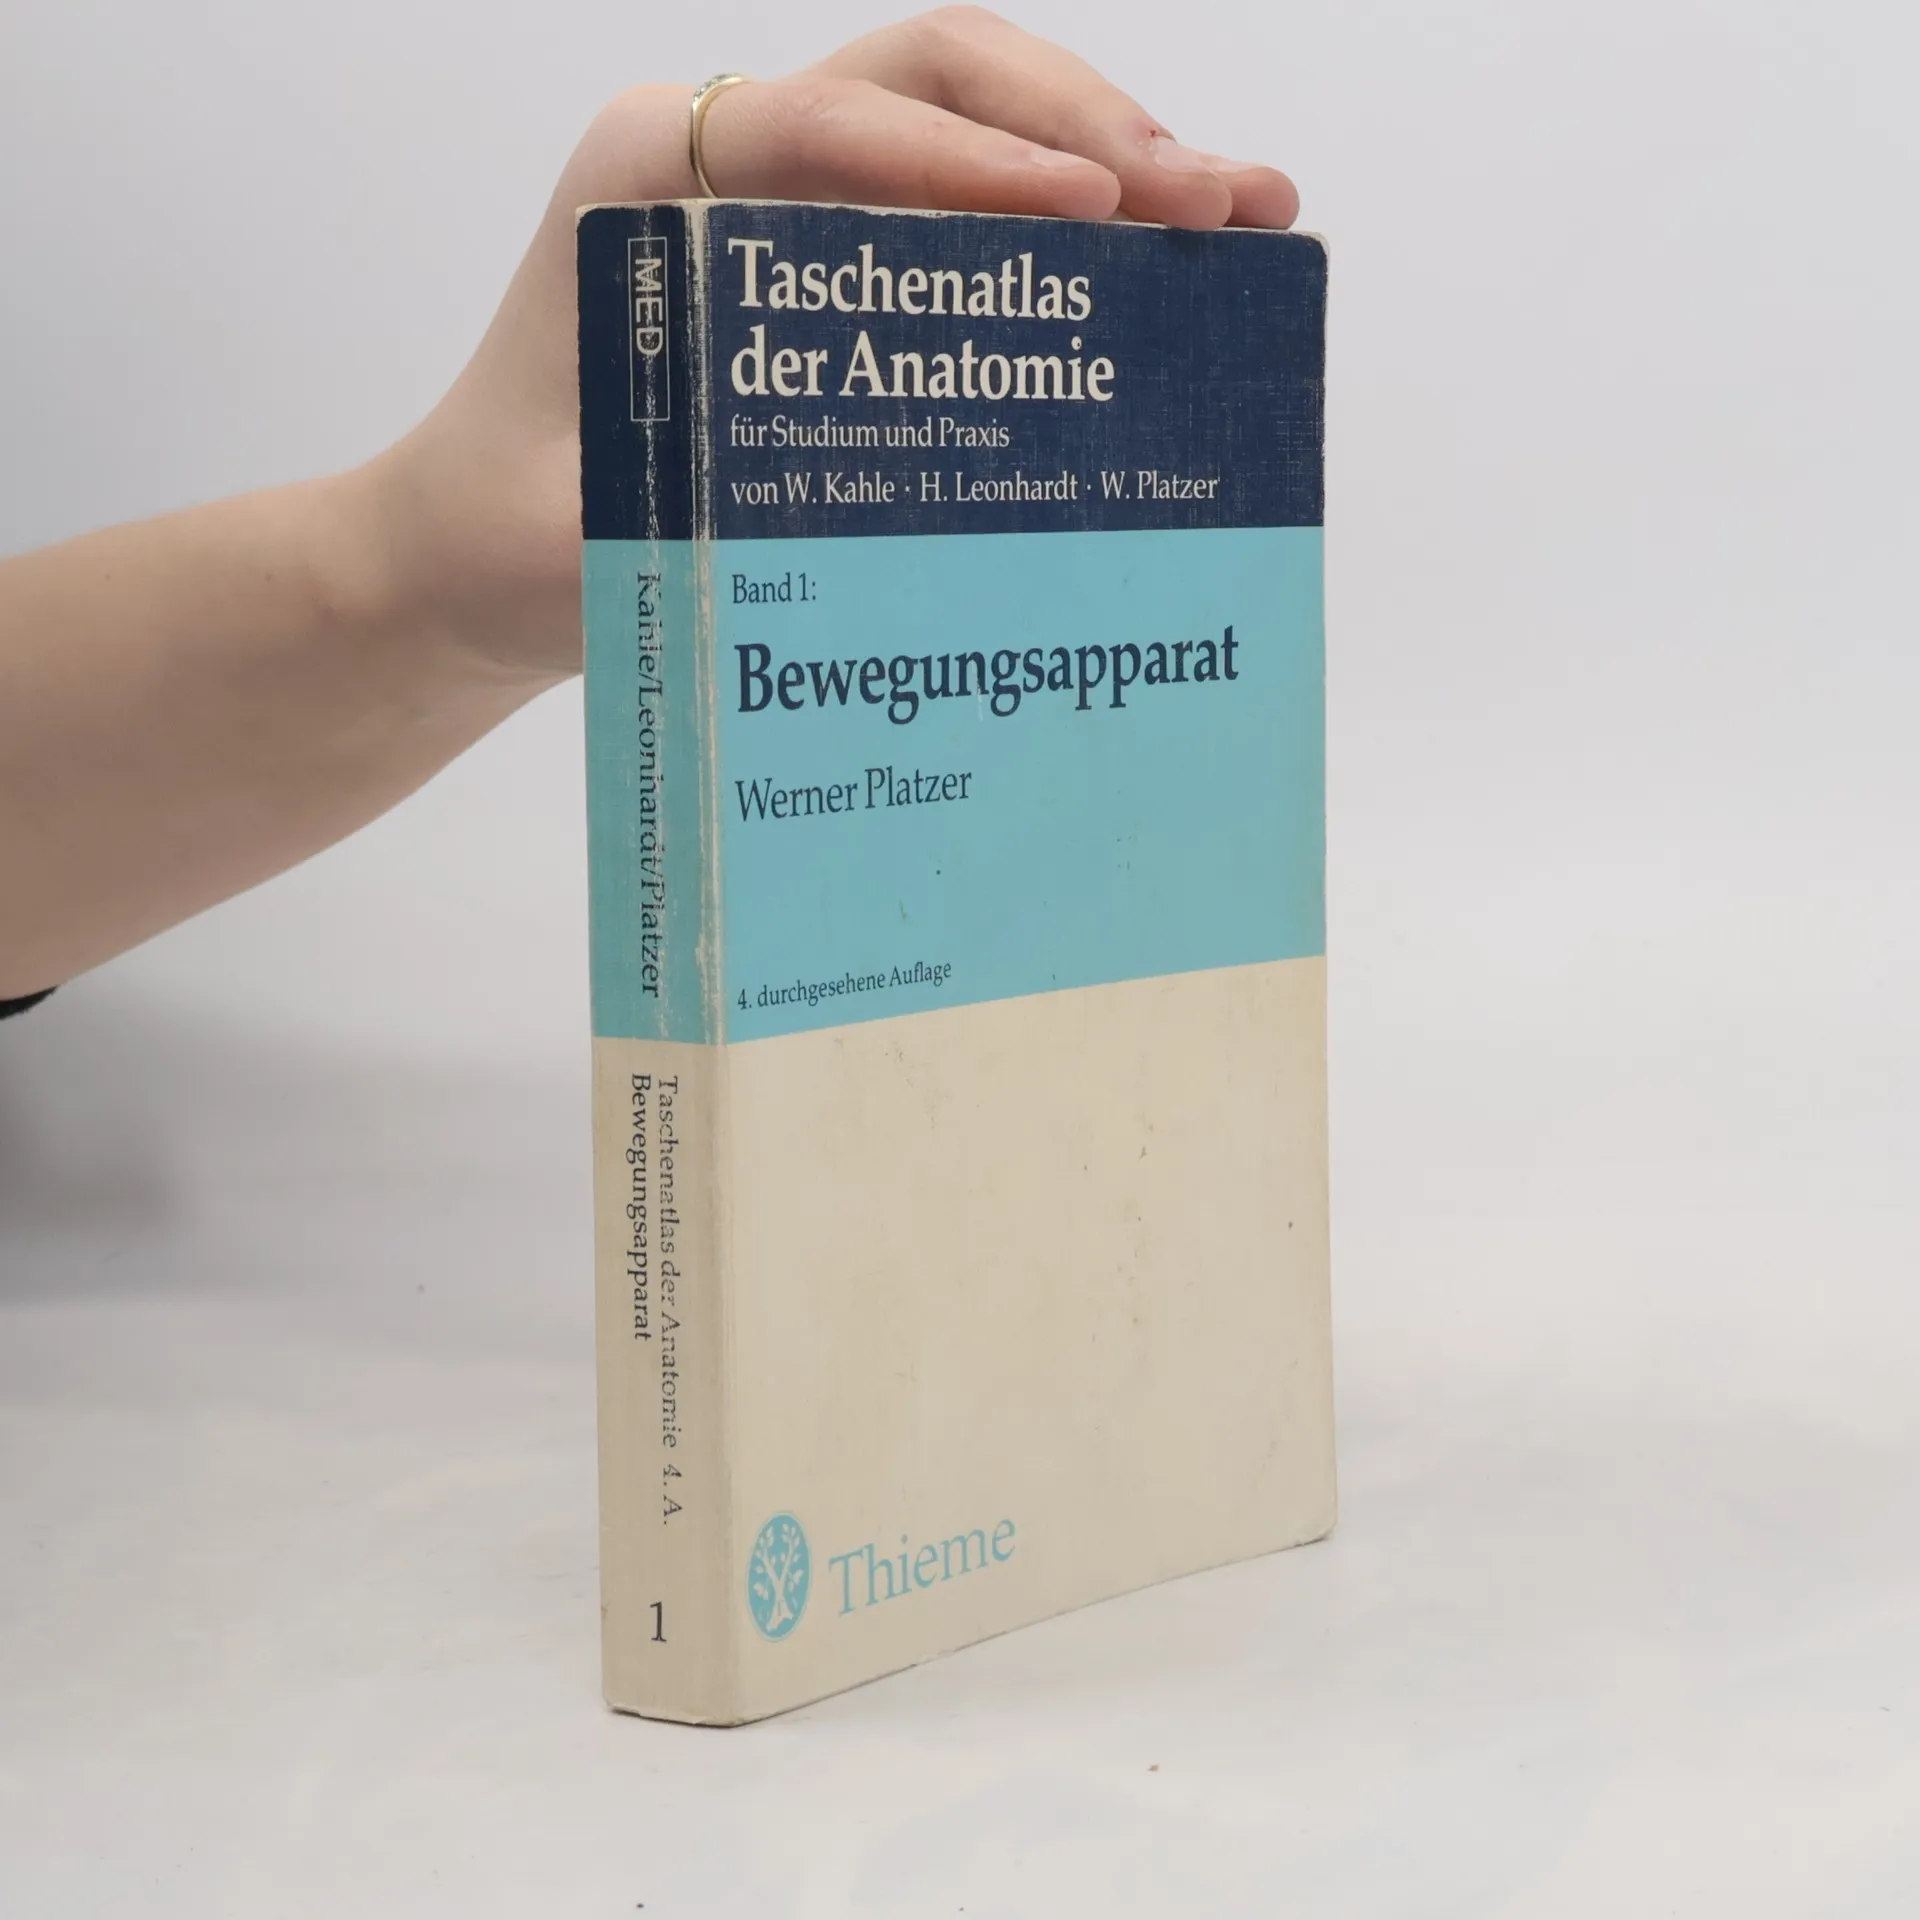 Taschenatlas
der Anatomie
für Studium und Praxis
von W. Kahle · H. Leonhardt · W. Platzer
Band 1:
Bewegungsapparat
Werner Platzer
4. durchgesehene Auflage
Thieme
MED
Kahle/Leonhardt/Platzer
Taschenatlas der Anatomie 4. A.
Bewegungsapparat
1